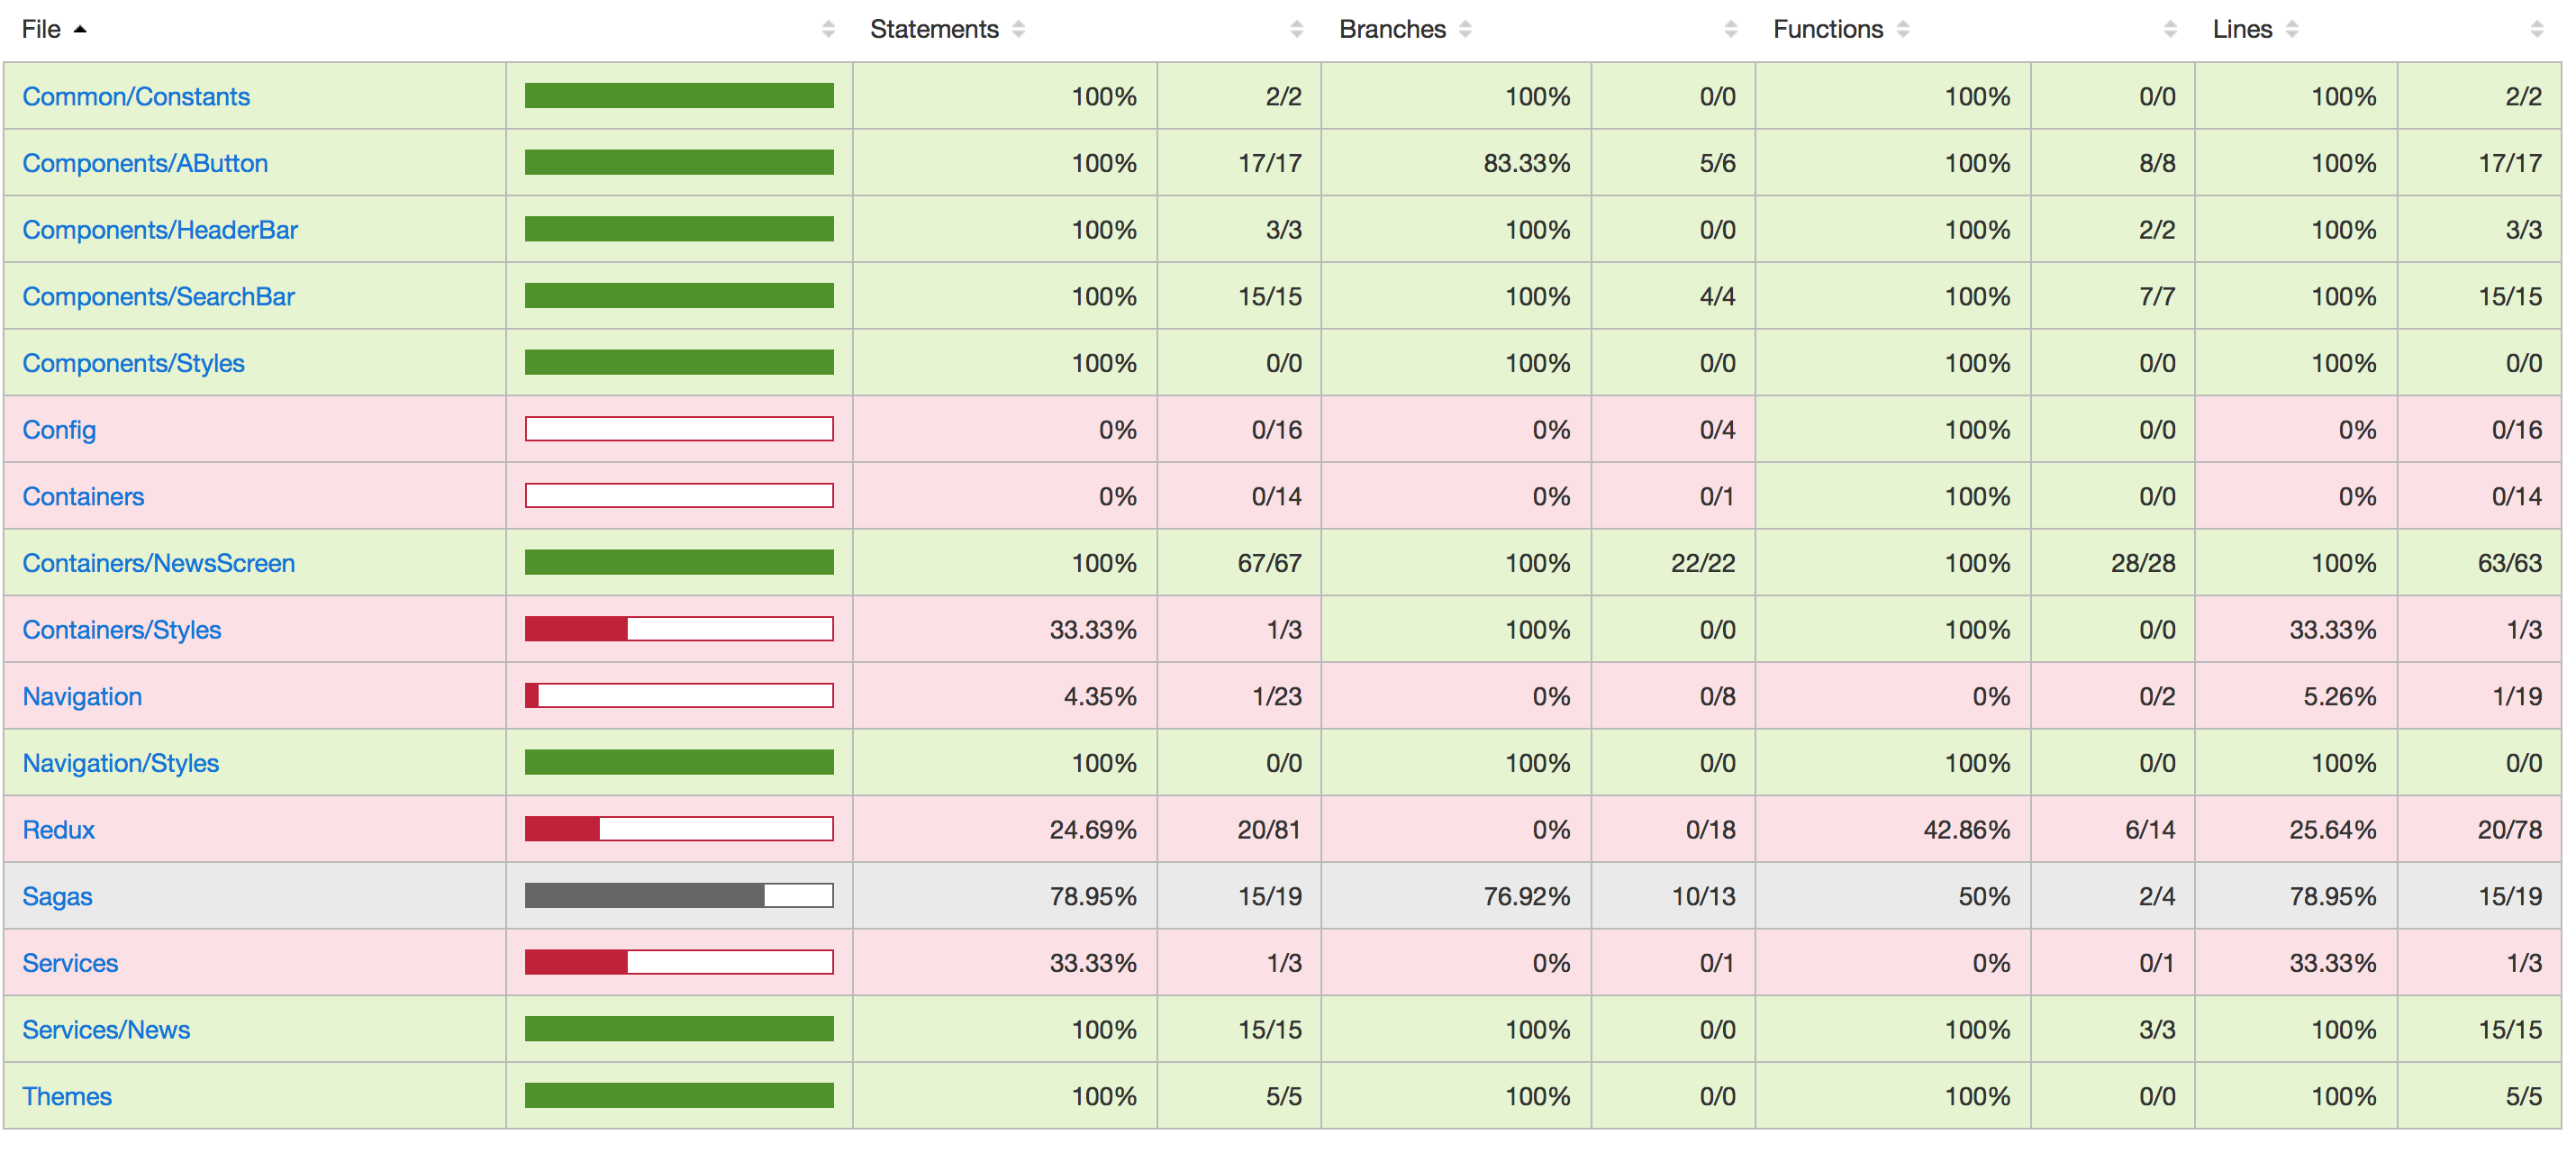 File Statements Branches Functions Lines
Common/Constants 100% 2/2 100% 0/0 100% 0/0 100% 2/2
Components/AButton 100% 17/17 83.33% 5/6 100% 8/8 100% 17/17
Components/HeaderBar 100% 3/3 100% 0/0 100% 2/2 100% 3/3
Components/SearchBar 100% 15/15 100% 4/4 100% 7/7 100% 15/15
Components/Styles 100% 0/0 100% 0/0 100% 0/0 100% 0/0
Config 0% 0/16 0% 0/4 100% 0/0 0% 0/16
Containers 0% 0/14 0% 0/1 100% 0/0 0% 0/14
Containers/NewsScreen 100% 67/67 100% 22/22 100% 28/28 100% 63/63
Containers/Styles 33.33% 1/3 100% 0/0 100% 0/0 33.33% 1/3
Navigation 4.35% 1/23 0% 0/8 0% 0/2 5.26% 1/19
Navigation/Styles 100% 0/0 100% 0/0 100% 0/0 100% 0/0
Redux 24.69% 20/81 0% 0/18 42.86% 6/14 25.64% 20/78
Sagas 78.95% 15/19 76.92% 10/13 50% 2/4 78.95% 15/19
Services 33.33% 1/3 0% 0/1 0% 0/1 33.33% 1/3
Services/News 100% 15/15 100% 0/0 100% 3/3 100% 15/15
Themes 100% 5/5 100% 0/0 100% 0/0 100% 5/5